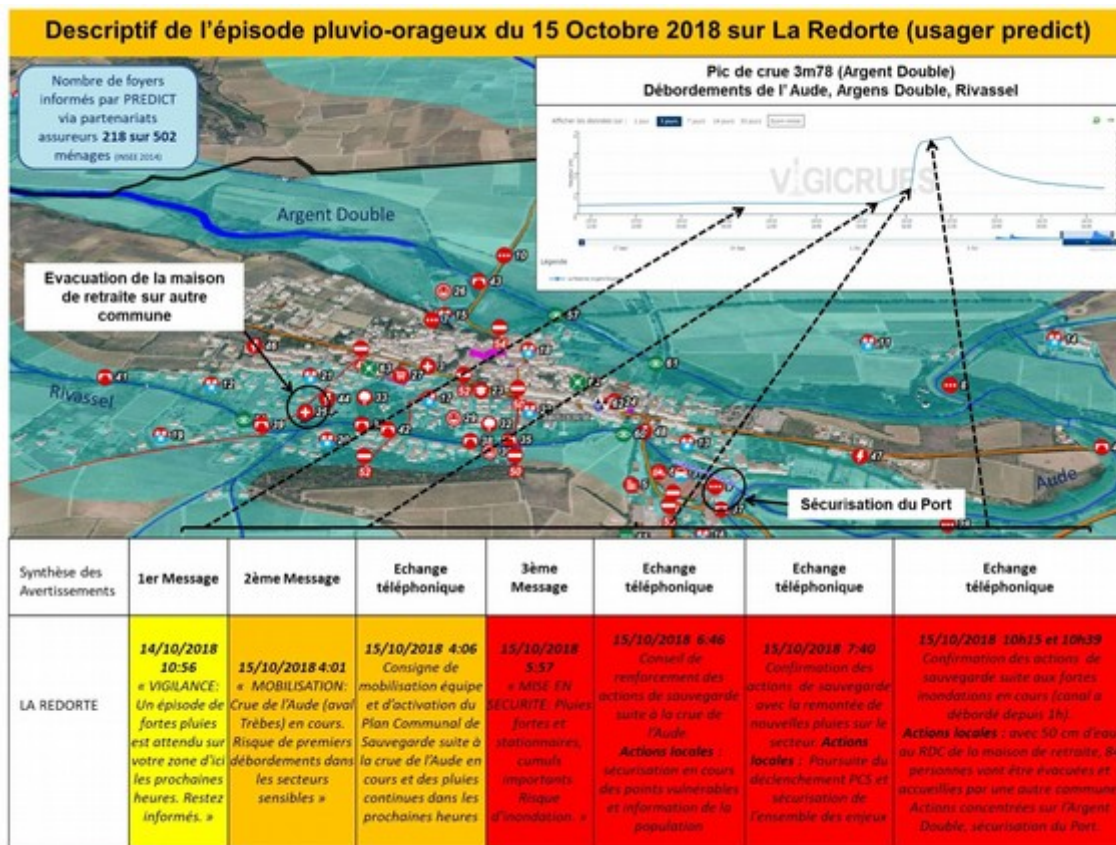 Descriptif de l'épisode pluvio-orageux du 15 Octobre 2018 sur La Redorte (usager predict)
Nombre de foyers
informés par PREDICT
via partenariats
assureurs 218 sur 502
ménages (INSEE 2014)
Pic de crue 3m78 (Argent Double)
Débordements de l' Aude, Argens Double, Rivassel
Afficher les données sur :
VIGICRUES
Légende
Argent Double
Evacuation de la maison
de retraite sur autre
commune
Rivassel
Aude
Sécurisation du Port
Synthèse des
Avertissements
1er Message
2ème Message
Echange
téléphonique
3ème
Message
Echange
téléphonique
Echange
téléphonique
Echange
téléphonique
LA REDORTE
14/10/2018
10:56
« VIGILANCE:
Un épisode de
fortes pluies
est attendu sur
votre zone d'ici
les prochaines
heures. Restez
informés. »
15/10/2018 4:01
« MOBILISATION:
Crue de l'Aude (aval
Trèbes) en cours.
Risque de premiers
débordements dans
les secteurs
sensibles »
15/10/2018 4:06
Consigne de
mobilisation équipe
et d'activation du
Plan Communal de
Sauvegarde suite à
la crue de l'Aude en
cours et des pluies
continues dans les
prochaines heures
15/10/2018
5:57
« MISE EN
SECURITE: Pluies
fortes et
stationnaires,
cumuls
importants
Risque
d'inondation. »
15/10/2018 6:46
Conseil de
renforcement des
actions de sauvegarde
suite à la crue de
l'Aude
Actions locales :
sécurisation en cours
des points vulnérables
et information de la
population
15/10/2018 7:40
Confirmation des
actions de sauvegarde
avec la remontée de
nouvelles pluies sur le
secteur. Actions
locales : Poursuite du
déclenchement PCS et
sécurisation de
l'ensemble des enjeux
15/10/2018 10h15 et 10h39
Confirmation des actions de
sauvegarde suite aux fortes
inondations en cours (canal a
débordé depuis 1h).
Actions locales : avec 50 cm d'eau
au RDC de la maison de retraite,
personnes vont être évacuées et
accueillies par une autre commune
Actions concentrées sur l'Argent
Double, sécurisation du Port.